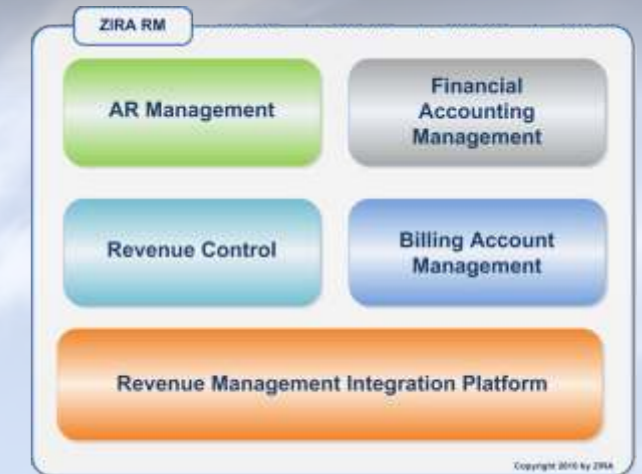 ZIRA RM
AR Management
Financial
Accounting
Management
Revenue Control
Billing Account
Management
Revenue Management Integration Platform
Copyright 2010 by ZIRA